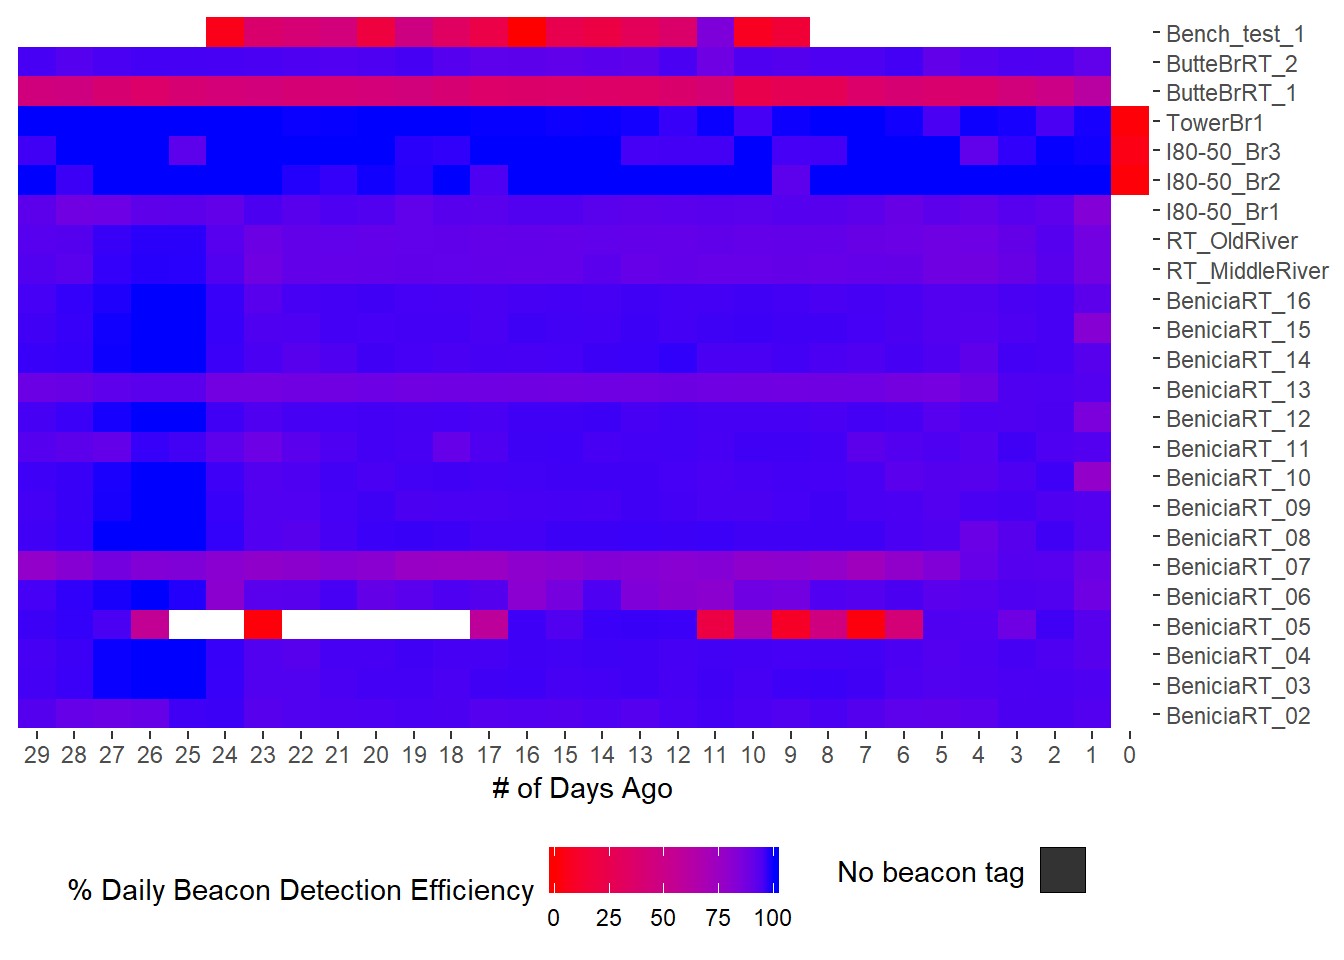 Bench_test_1
ButteBrRT_2
ButteBrRT_1
TowerBr1
I80-50_Br3
I80-50_Br2
I80-50_Br1
RT_OldRiver
RT_MiddleRiver
BeniciaRT_16
BeniciaRT_15
BeniciaRT_14
BeniciaRT_13
BeniciaRT_12
BeniciaRT_11
BeniciaRT_10
BeniciaRT_09
BeniciaRT_08
BeniciaRT_07
BeniciaRT_06
BeniciaRT_05
BeniciaRT_04
BeniciaRT_03
BeniciaRT_02
29 28 27 26 25 24 23 22 21 20 19 18 17 16 15 14 13 12 11 10 9 8 7 6 5 4 3 2 1 0
# of Days Ago
% Daily Beacon Detection Efficiency
0 25 50 75 100
No beacon tag